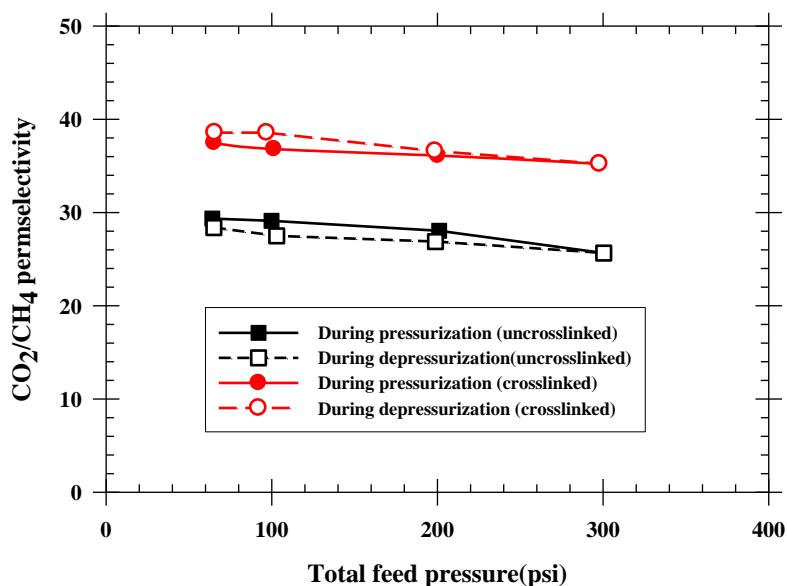 50
40
30
20
10
0
CO2/CH4 permselectivity
During pressurization (uncrosslinked)
During depressurization(uncrosslinked)
During pressurization (crosslinked)
During depressurization (crosslinked)
0 100 200 300 400
Total feed pressure(psi)